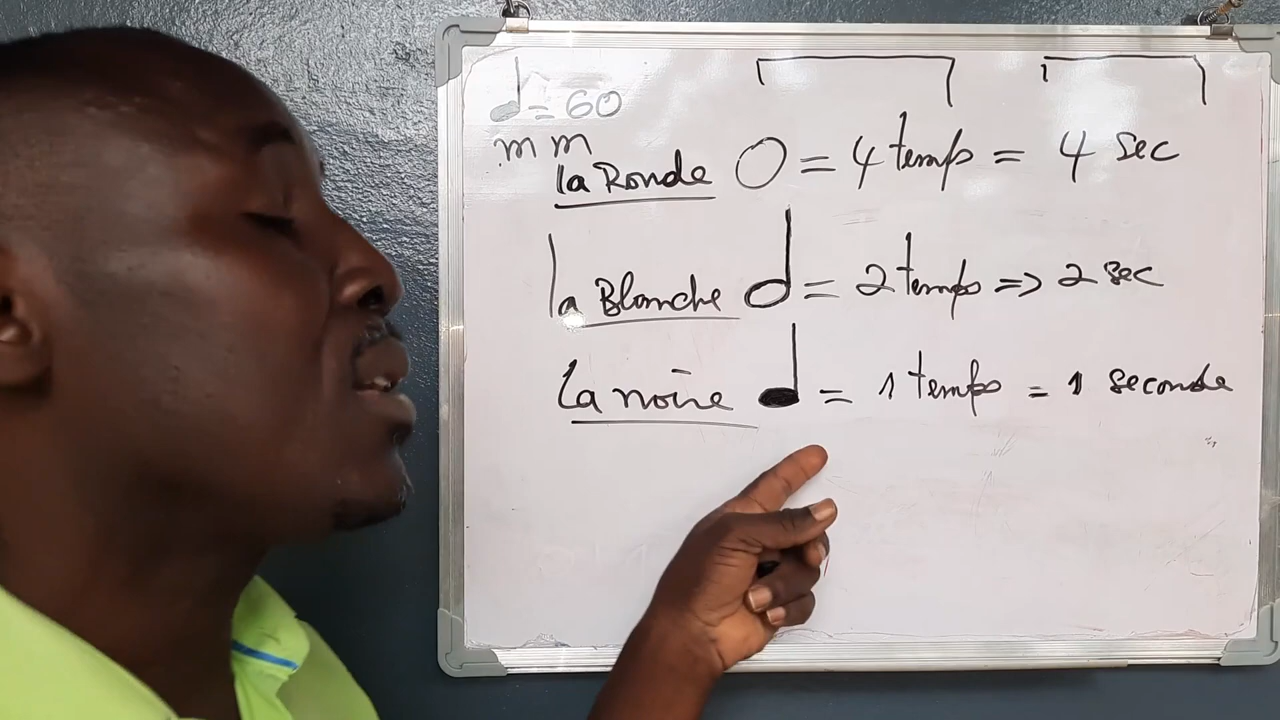 ♩= 60
m m
la Ronde O = 4 temps = 4 sec
la Blanche 𝅗𝅥 = 2 temps => 2 sec
La noire ♩ = 1 temps = 1 seconde